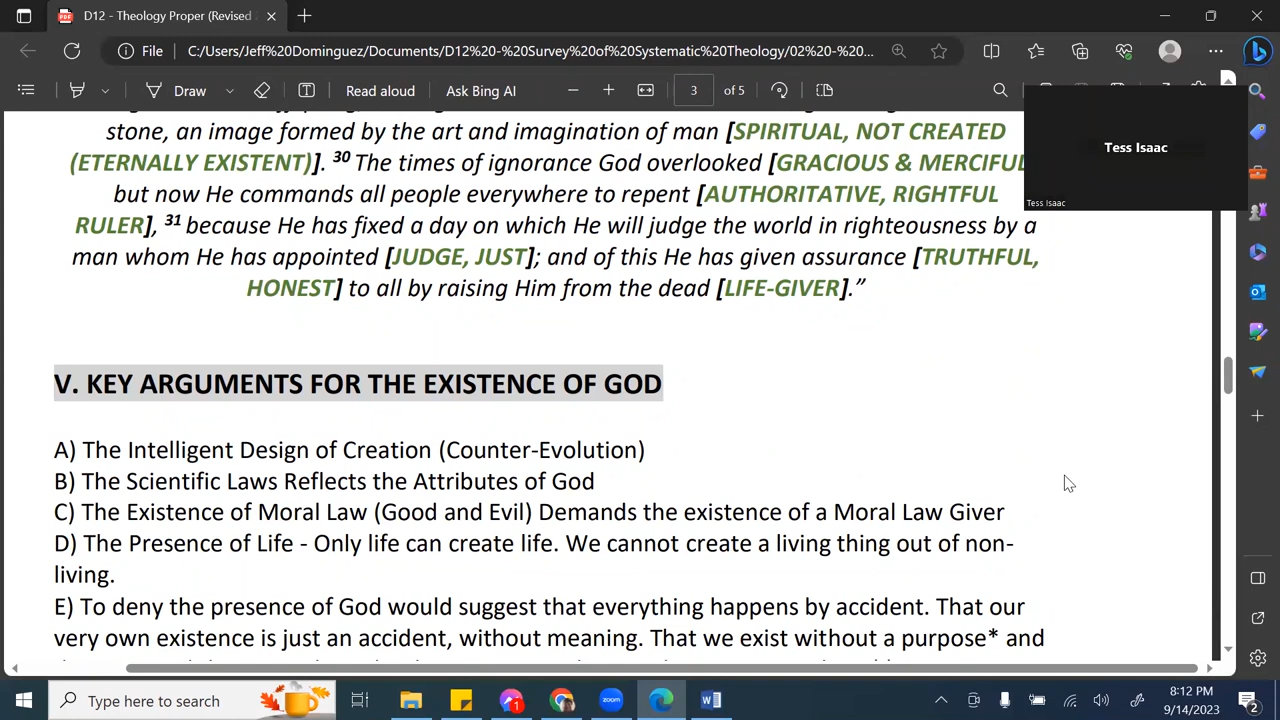 D12 - Theology Proper (Revised
File
C:/Users/Jeff%20Dominguez/Documents/D12%20-%20Survey%20of%20Systematic%20Theology/02%20-%20...
Draw
Read aloud
Ask Bing AI
3
of 5
Tess Isaac
Tess Isaac
stone, an image formed by the art and imagination of man [SPIRITUAL, NOT CREATED
(ETERNALLY EXISTENT)]. 30 The times of ignorance God overlooked [GRACIOUS & MERCIFUL
but now He commands all people everywhere to repent [AUTHORITATIVE, RIGHTFUL
RULER], 31 because He has fixed a day on which He will judge the world in righteousness by a
man whom He has appointed [JUDGE, JUST]; and of this He has given assurance [TRUTHFUL,
HONEST] to all by raising Him from the dead [LIFE-GIVER].”
V. KEY ARGUMENTS FOR THE EXISTENCE OF GOD
A) The Intelligent Design of Creation (Counter-Evolution)
B) The Scientific Laws Reflects the Attributes of God
C) The Existence of Moral Law (Good and Evil) Demands the existence of a Moral Law Giver
D) The Presence of Life - Only life can create life. We cannot create a living thing out of non-
living.
E) To deny the presence of God would suggest that everything happens by accident. That our
very own existence is just an accident, without meaning. That we exist without a purpose* and
Type here to search
8:12 PM
9/14/2023